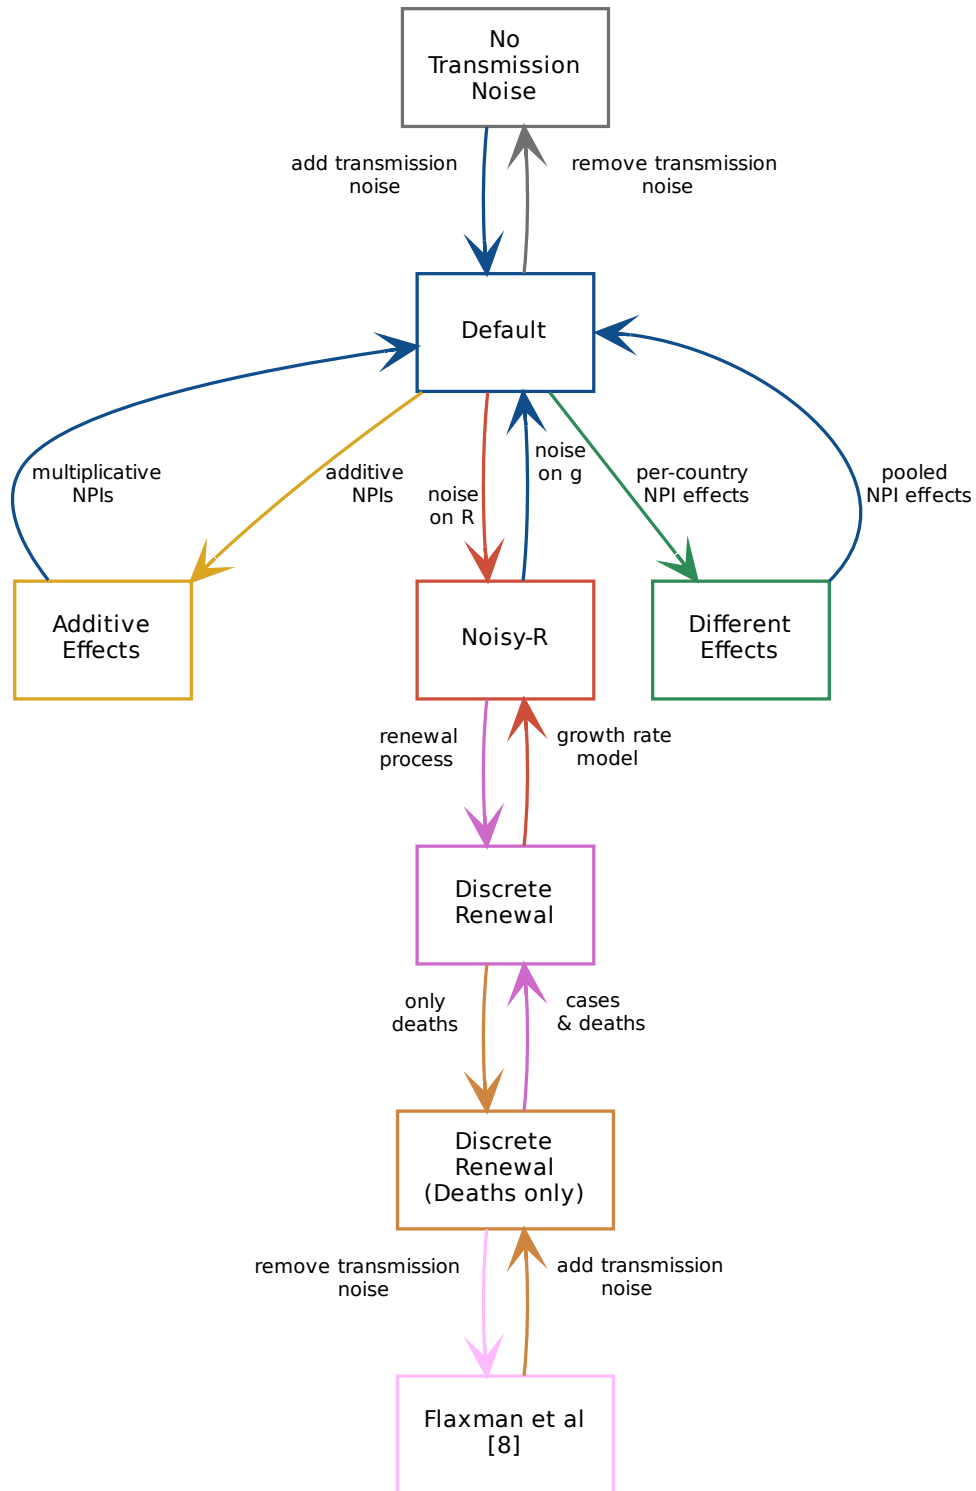 No
Transmission
Noise
add transmission
noise
remove transmission
noise
Default
multiplicative
NPIs
additive
NPIs
noise
on R
noise
on g
per-country
NPI effects
pooled
NPI effects
Additive
Effects
Noisy-R
Different
Effects
renewal
process
growth rate
model
Discrete
Renewal
only
deaths
cases
& deaths
Discrete
Renewal
(Deaths only)
remove transmission
noise
add transmission
noise
Flaxman et al
[8]